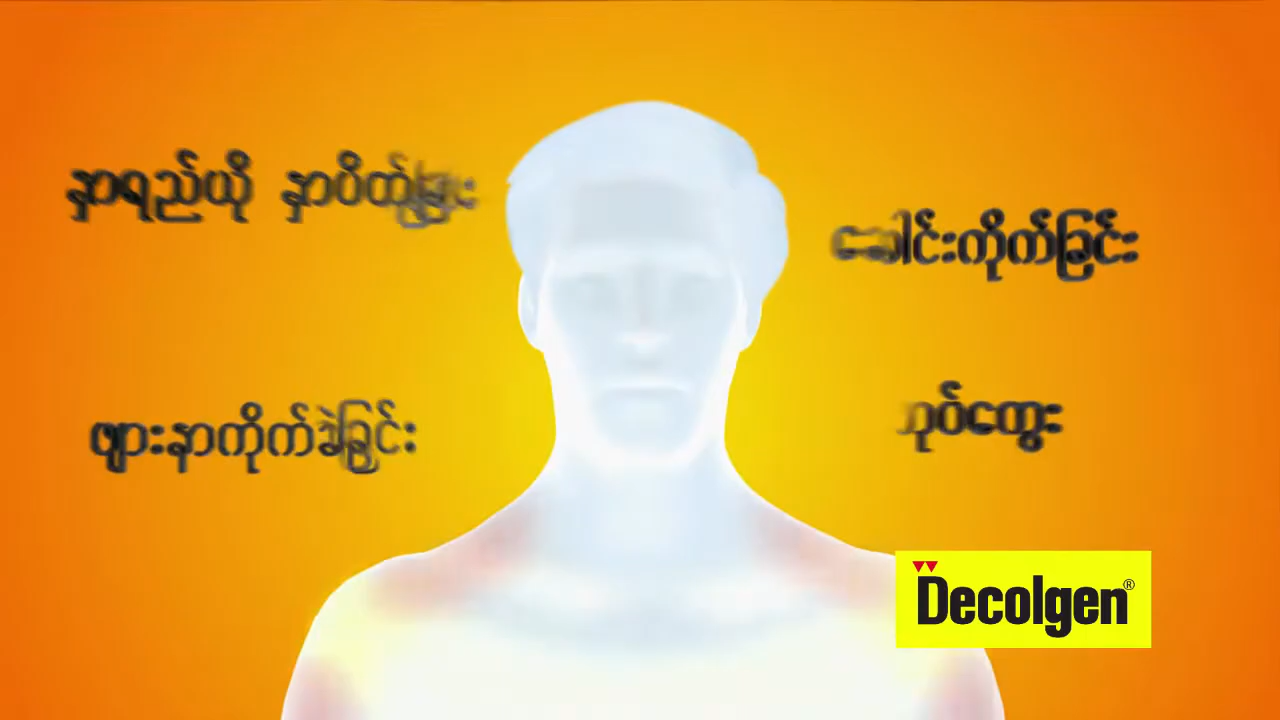 နှာရည်ယို နှာပိတ်ခြင်း
ခေါင်းကိုက်ခြင်း
ဖျားနာကိုက်ခဲခြင်း
Decolgen®